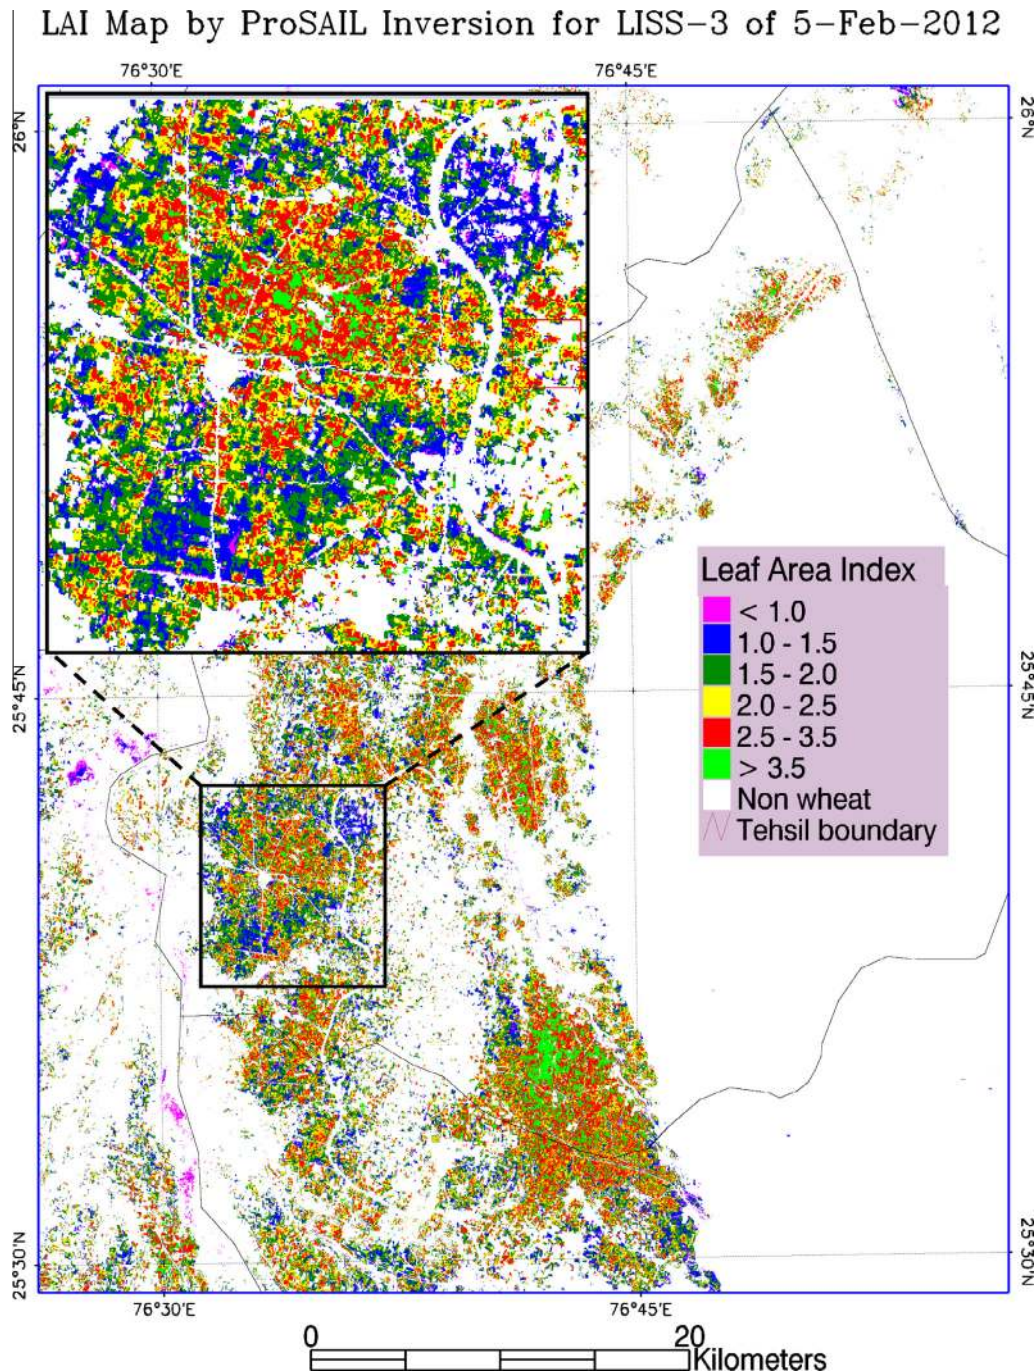 LAI Map by ProSAIL Inversion for LISS-3 of 5-Feb-2012
76°30'E 76°45'E
26°N 26°N
25°45'N 25°45'N
Leaf Area Index
< 1.0
1.0 - 1.5
1.5 - 2.0
2.0 - 2.5
2.5 - 3.5
> 3.5
Non wheat
Tehsil boundary
25°30'N 25°30'N
76°30'E 76°45'E
0 20
Kilometers